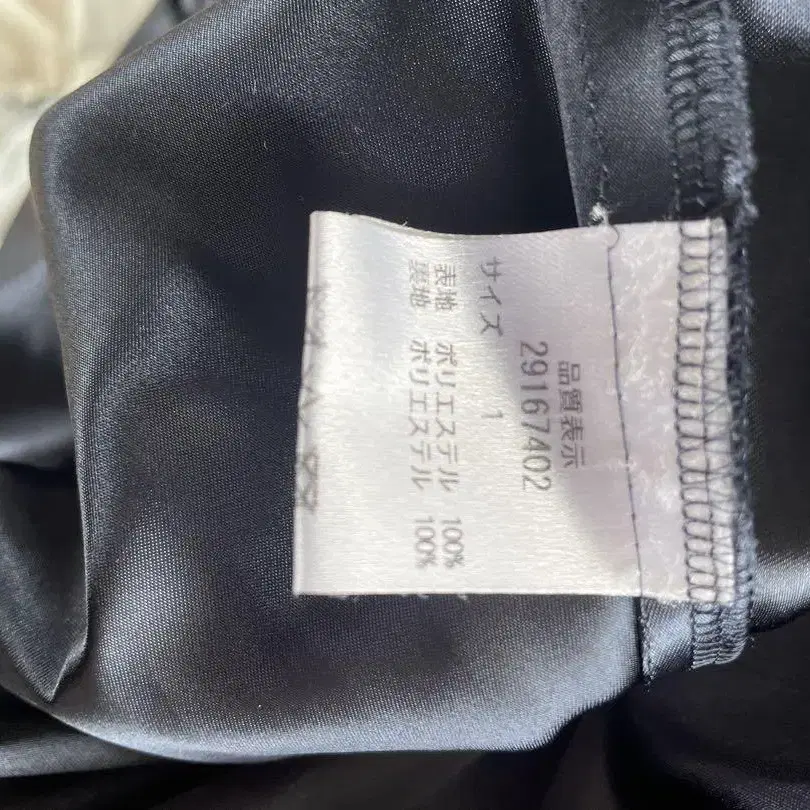 品質表示
29167402
サイズ 1
表地 ポリエステル 100%
裏地 ポリエステル 100%